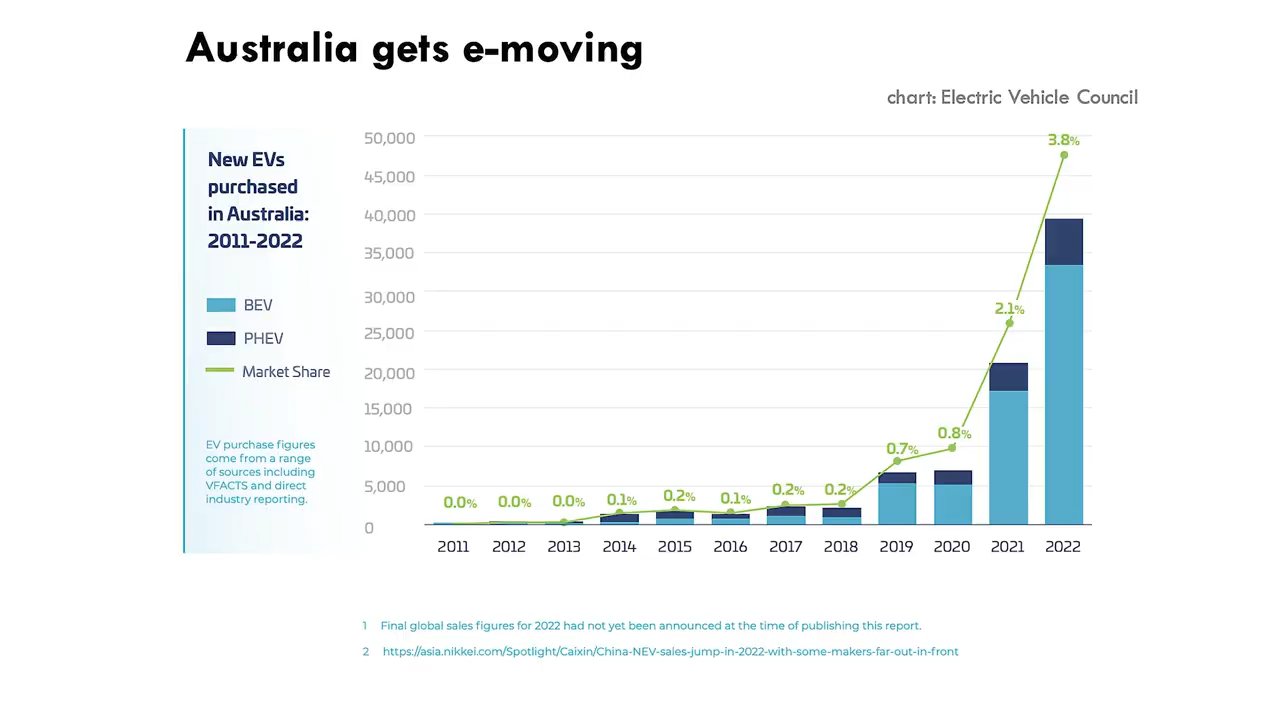 Australia gets e-moving
chart: Electric Vehicle Council
New EVs
purchased
in Australia:
2011-2022
BEV
PHEV
Market Share
EV purchase figures
come from a range
of sources including
VFACTS and direct
industry reporting.
50,000
45,000
40,000
35,000
30,000
25,000
20,000
15,000
10,000
5,000
0
0.0% 0.0% 0.0% 0.1% 0.2% 0.1% 0.2% 0.2% 0.7% 0.8% 2.1% 3.8%
2011 2012 2013 2014 2015 2016 2017 2018 2019 2020 2021 2022
1 Final global sales figures for 2022 had not yet been announced at the time of publishing this report.
2 https://asia.nikkei.com/Spotlight/Caixin/China-NEV-sales-jump-in-2022-with-some-makers-far-out-in-front